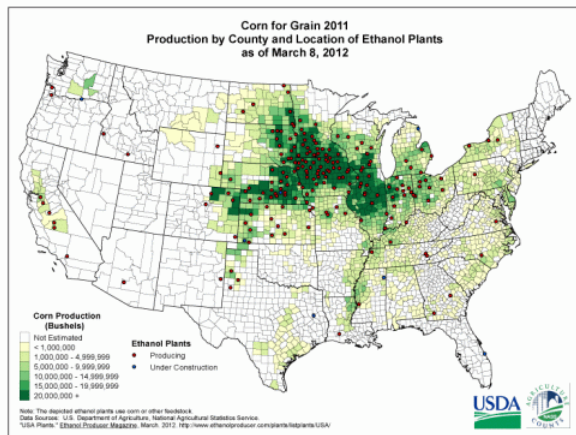 Corn for Grain 2011
Production by County and Location of Ethanol Plants
as of March 8, 2012
Corn Production
(Bushels)
Not Estimated
< 1,000,000
1,000,000 - 4,999,999
5,000,000 - 9,999,999
10,000,000 - 14,999,999
15,000,000 - 19,999,999
20,000,000 +
Ethanol Plants
Producing
Under Construction
Note: The depicted ethanol plants use corn or other feedstock.
Data Sources: U.S. Department of Agriculture, National Agricultural Statistics Service.
"USA Plants." Ethanol Producer Magazine, March, 2012. http://www.ethanolproducer.com/plants/listplants/USA/
USDA
AGRICULTURE
COUNTS